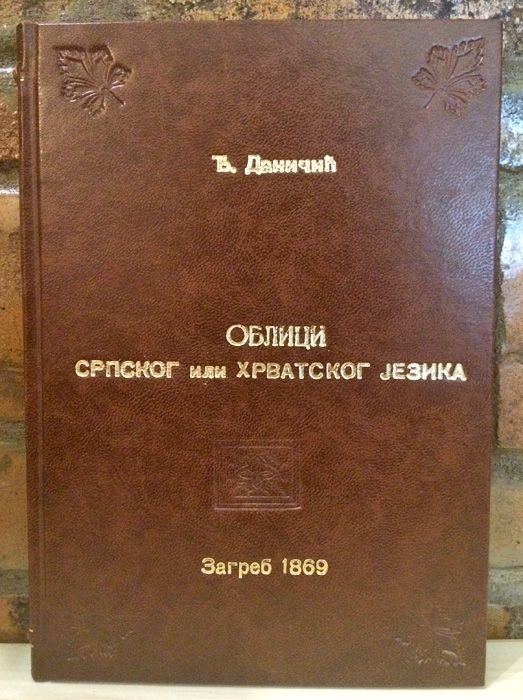 Ђ. Даничић
ОБЛИЦИ
СРПСКОГ или ХРВАТСКОГ ЈЕЗИКА
Загреб 1869